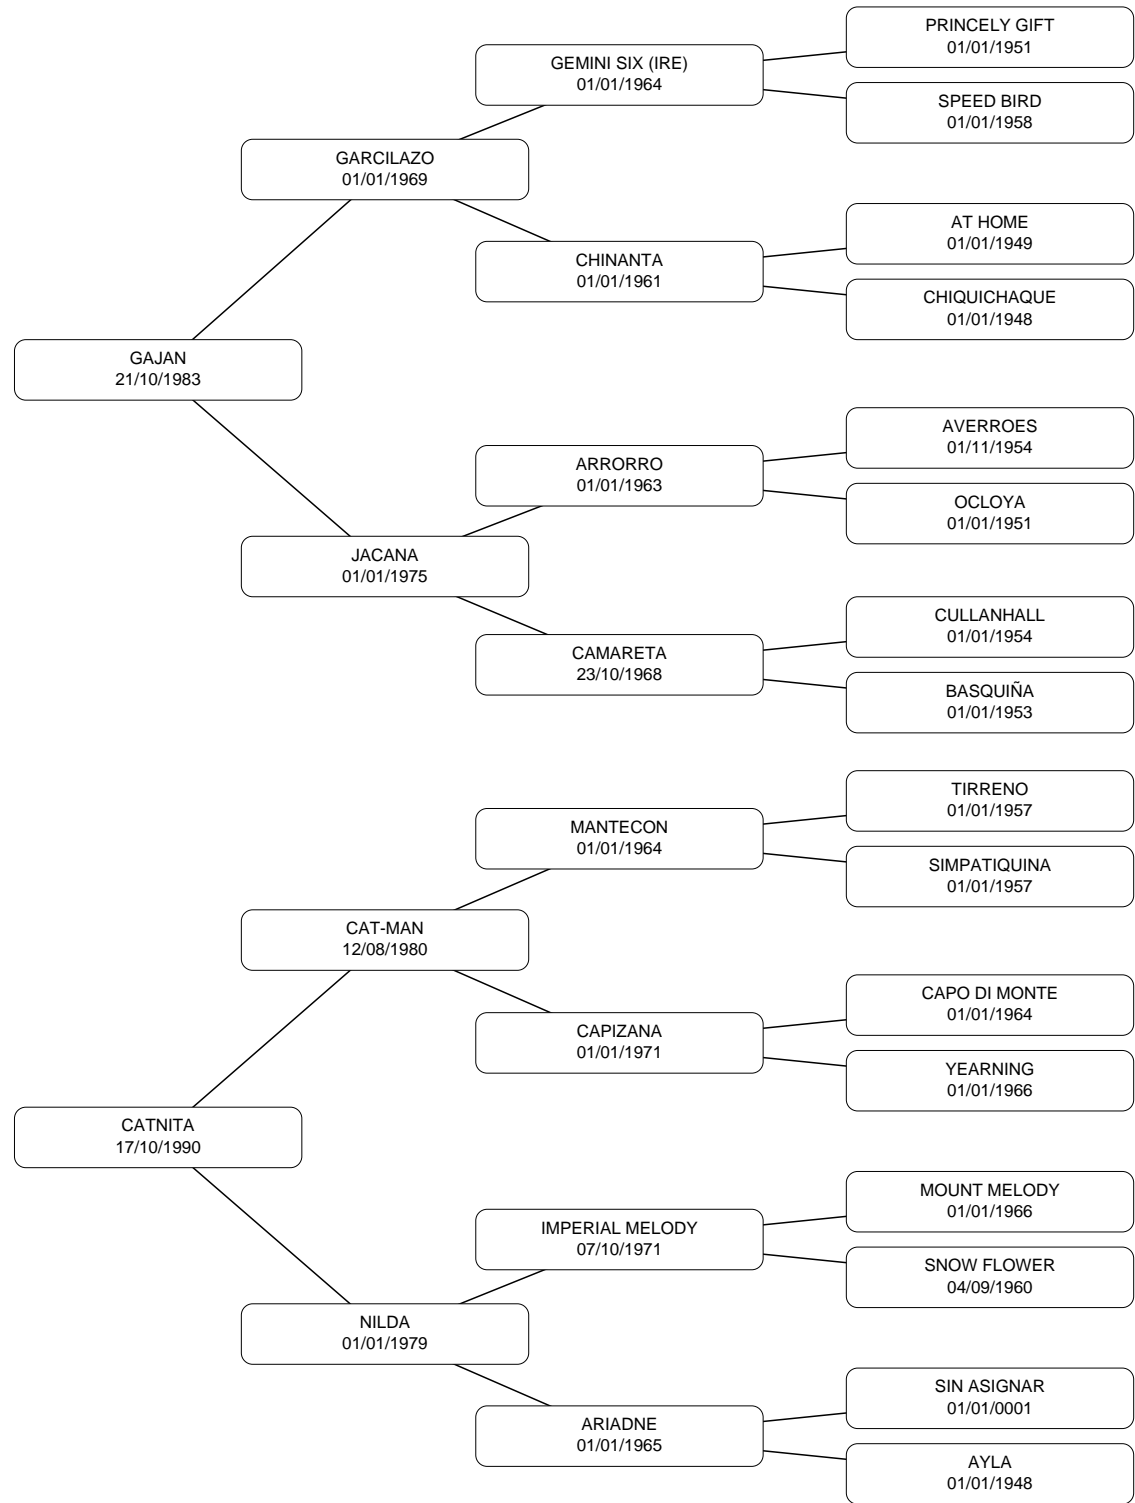 PRINCELY GIFT
01/01/1951
GEMINI SIX (IRE)
01/01/1964
SPEED BIRD
01/01/1958
GARCILAZO
01/01/1969
AT HOME
01/01/1949
CHINANTA
01/01/1961
CHIQUICHAQUE
01/01/1948
GAJAN
21/10/1983
AVERROES
01/11/1954
ARRORRO
01/01/1963
OCLOYA
01/01/1951
JACANA
01/01/1975
CULLANHALL
01/01/1954
CAMARETA
23/10/1968
BASQUIÑA
01/01/1953
TIRRENO
01/01/1957
MANTECON
01/01/1964
SIMPATIQUINA
01/01/1957
CAT-MAN
12/08/1980
CAPO DI MONTE
01/01/1964
CAPIZANA
01/01/1971
YEARNING
01/01/1966
CATNITA
17/10/1990
MOUNT MELODY
01/01/1966
IMPERIAL MELODY
07/10/1971
SNOW FLOWER
04/09/1960
NILDA
01/01/1979
SIN ASIGNAR
01/01/0001
ARIADNE
01/01/1965
AYLA
01/01/1948